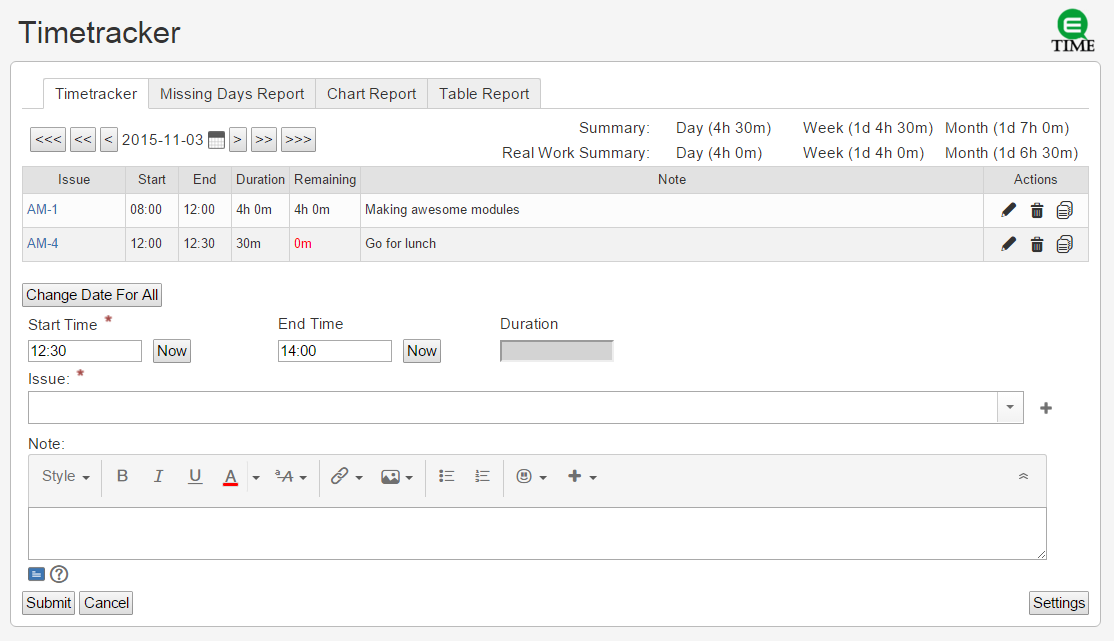 Timetracker
TIME
Timetracker Missing Days Report Chart Report Table Report
<<< << < 2015-11-03 > >> >>>
Summary: Day (4h 30m) Week (1d 4h 30m) Month (1d 7h 0m)
Real Work Summary: Day (4h 0m) Week (1d 4h 0m) Month (1d 6h 30m)
Issue Start End Duration Remaining Note Actions
AM-1 08:00 12:00 4h 0m 4h 0m Making awesome modules
AM-4 12:00 12:30 30m 0m Go for lunch
Change Date For All
Start Time * End Time Duration
12:30 Now 14:00 Now
Issue: *
Note:
Style B I U A ªA
Submit Cancel Settings